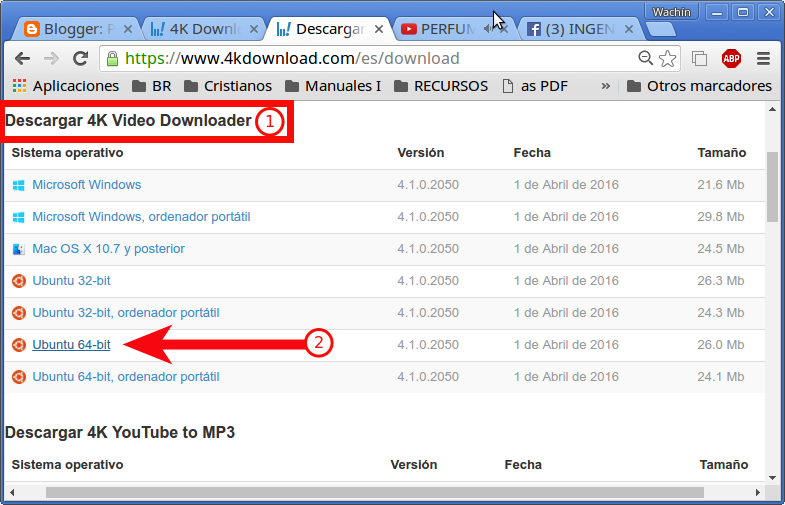 Wachín
Blogger: P 4K Downlo Descargar PERFUM (3) INGEN
https://www.4kdownload.com/es/download ABP
Aplicaciones BR Cristianos Manuales I RECURSOS as PDF » Otros marcadores
Descargar 4K Video Downloader 1
Sistema operativo Versión Fecha Tamaño
Microsoft Windows 4.1.0.2050 1 de Abril de 2016 21.6 Mb
Microsoft Windows, ordenador portátil 4.1.0.2050 1 de Abril de 2016 29.8 Mb
Mac OS X 10.7 y posterior 4.1.0.2050 1 de Abril de 2016 24.5 Mb
Ubuntu 32-bit 4.1.0.2050 1 de Abril de 2016 26.3 Mb
Ubuntu 32-bit, ordenador portátil 4.1.0.2050 1 de Abril de 2016 24.3 Mb
Ubuntu 64-bit 2 4.1.0.2050 1 de Abril de 2016 26.0 Mb
Ubuntu 64-bit, ordenador portátil 4.1.0.2050 1 de Abril de 2016 24.1 Mb
Descargar 4K YouTube to MP3
Sistema operativo Versión Fecha Tamaño